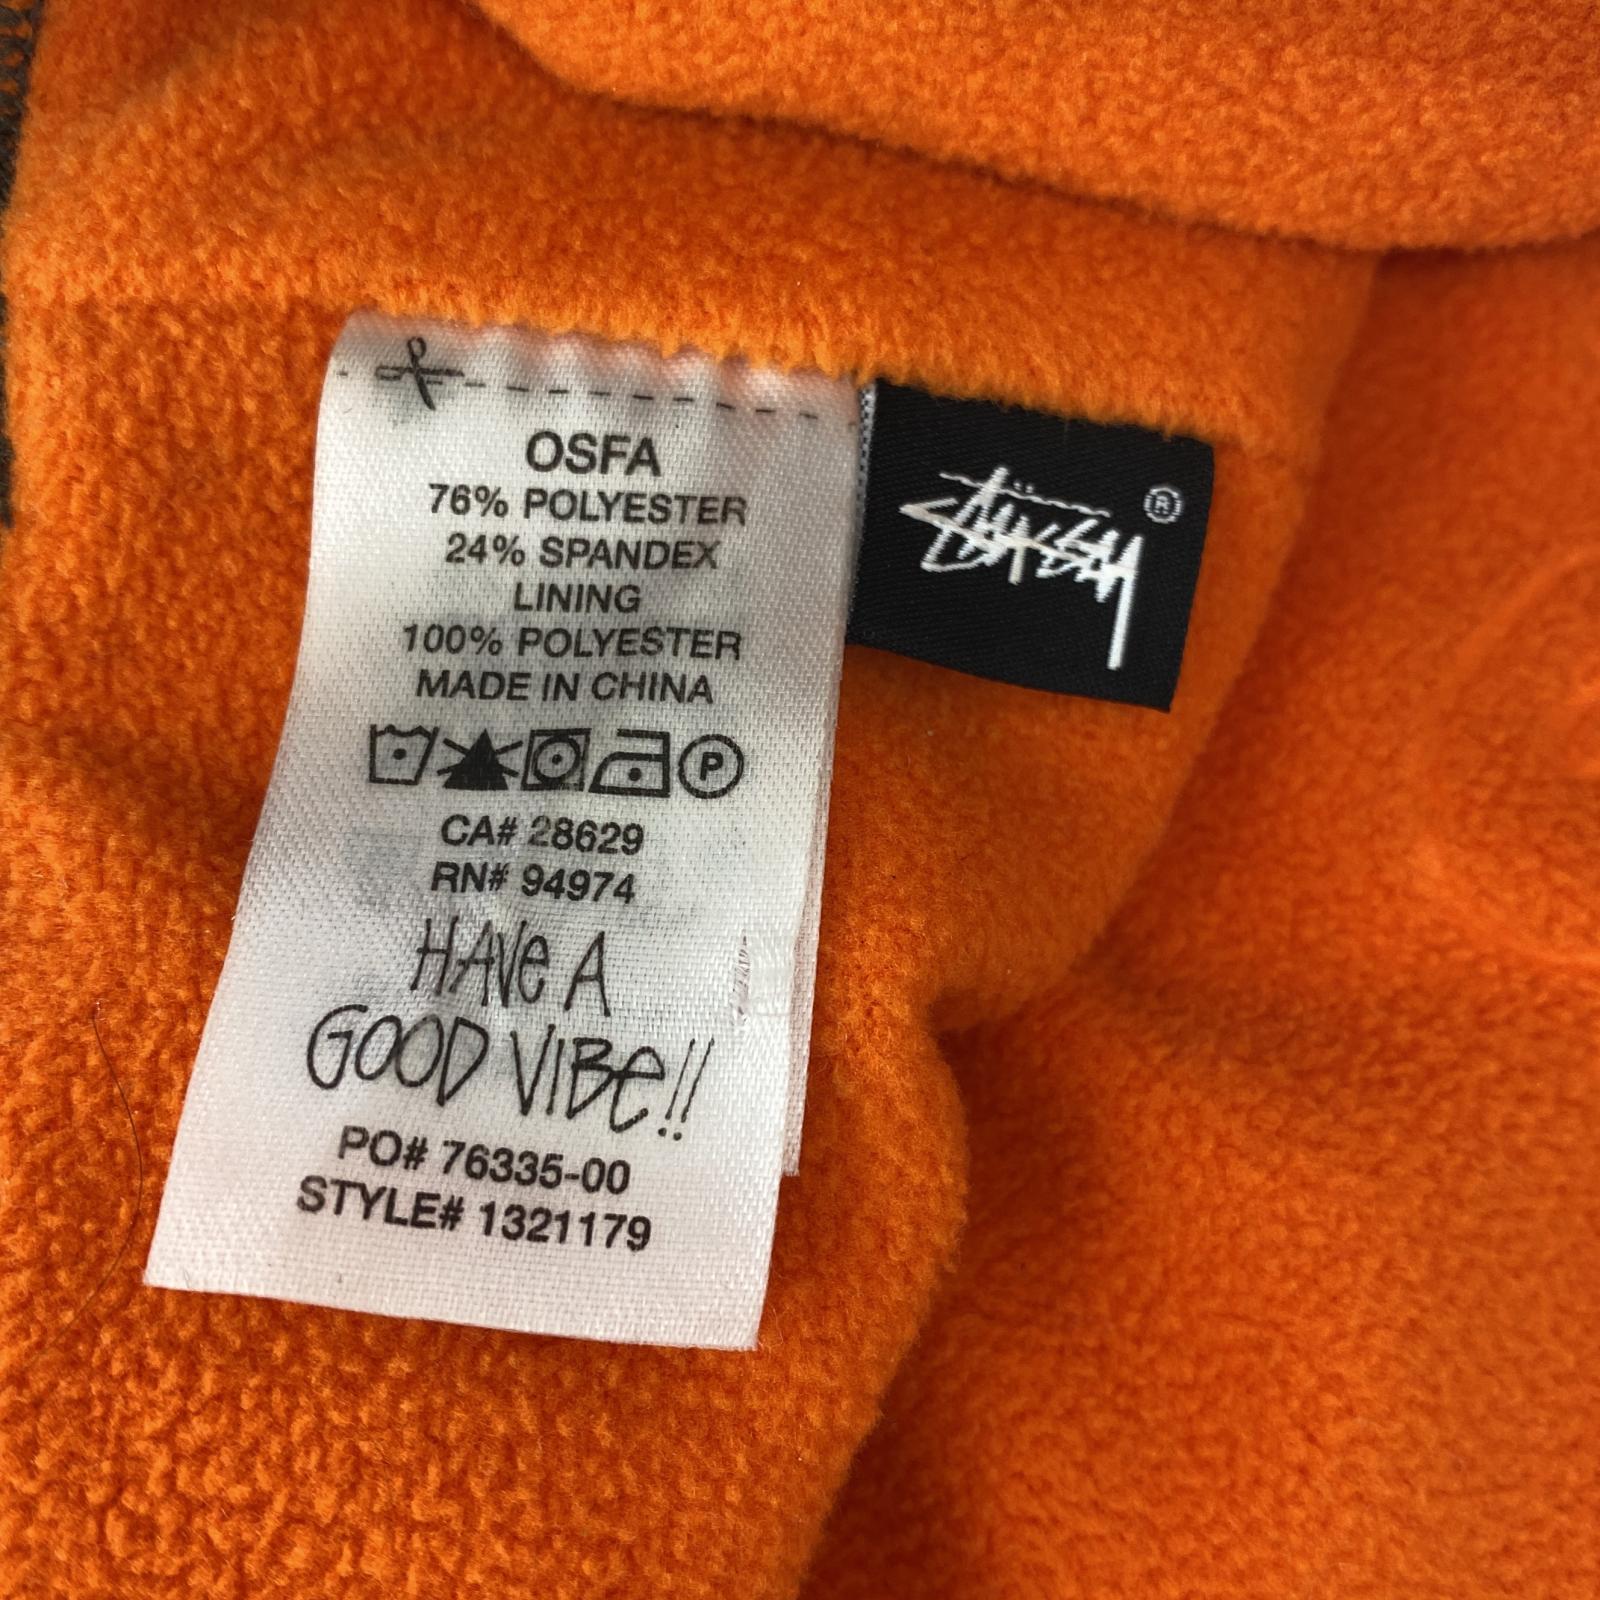 OSFA
76% POLYESTER
24% SPANDEX
LINING
100% POLYESTER
MADE IN CHINA
P
CA# 28629
RN# 94974
HAVe A
GOOD VIBe!!
PO# 76335-00
STYLE# 1321179
Stüssy ®